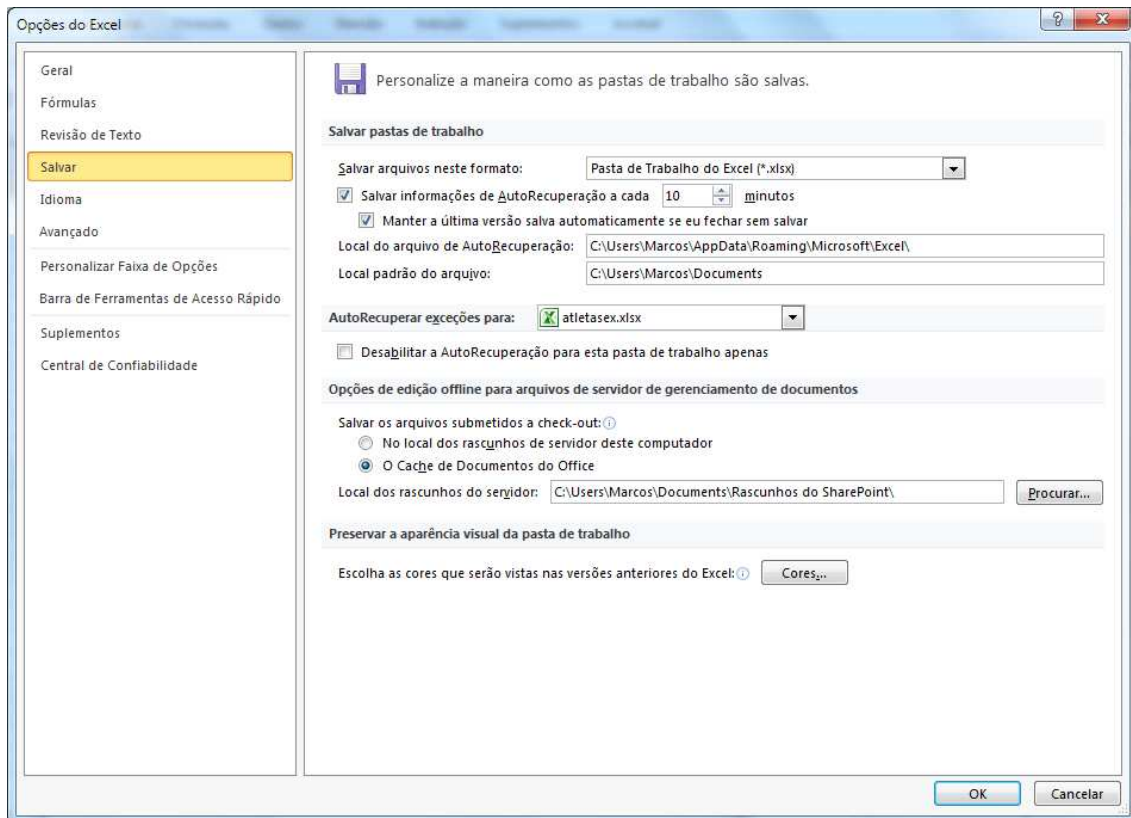 Opções do Excel
Geral
Fórmulas
Revisão de Texto
Salvar
Idioma
Avançado
Personalizar Faixa de Opções
Barra de Ferramentas de Acesso Rápido
Suplementos
Central de Confiabilidade
Personalize a maneira como as pastas de trabalho são salvas.
Salvar pastas de trabalho
Salvar arquivos neste formato: Pasta de Trabalho do Excel (*.xlsx)
Salvar informações de AutoRecuperação a cada 10 minutos
Manter a última versão salva automaticamente se eu fechar sem salvar
Local do arquivo de AutoRecuperação: C:\Users\Marcos\AppData\Roaming\Microsoft\Excel\
Local padrão do arquivo: C:\Users\Marcos\Documents
AutoRecuperar exceções para: atletasex.xlsx
Desabilitar a AutoRecuperação para esta pasta de trabalho apenas
Opções de edição offline para arquivos de servidor de gerenciamento de documentos
Salvar os arquivos submetidos a check-out:
No local dos rascunhos de servidor deste computador
O Cache de Documentos do Office
Local dos rascunhos do servidor: C:\Users\Marcos\Documents\Rascunhos do SharePoint\ Procurar...
Preservar a aparência visual da pasta de trabalho
Escolha as cores que serão vistas nas versões anteriores do Excel: Cores...
OK Cancelar